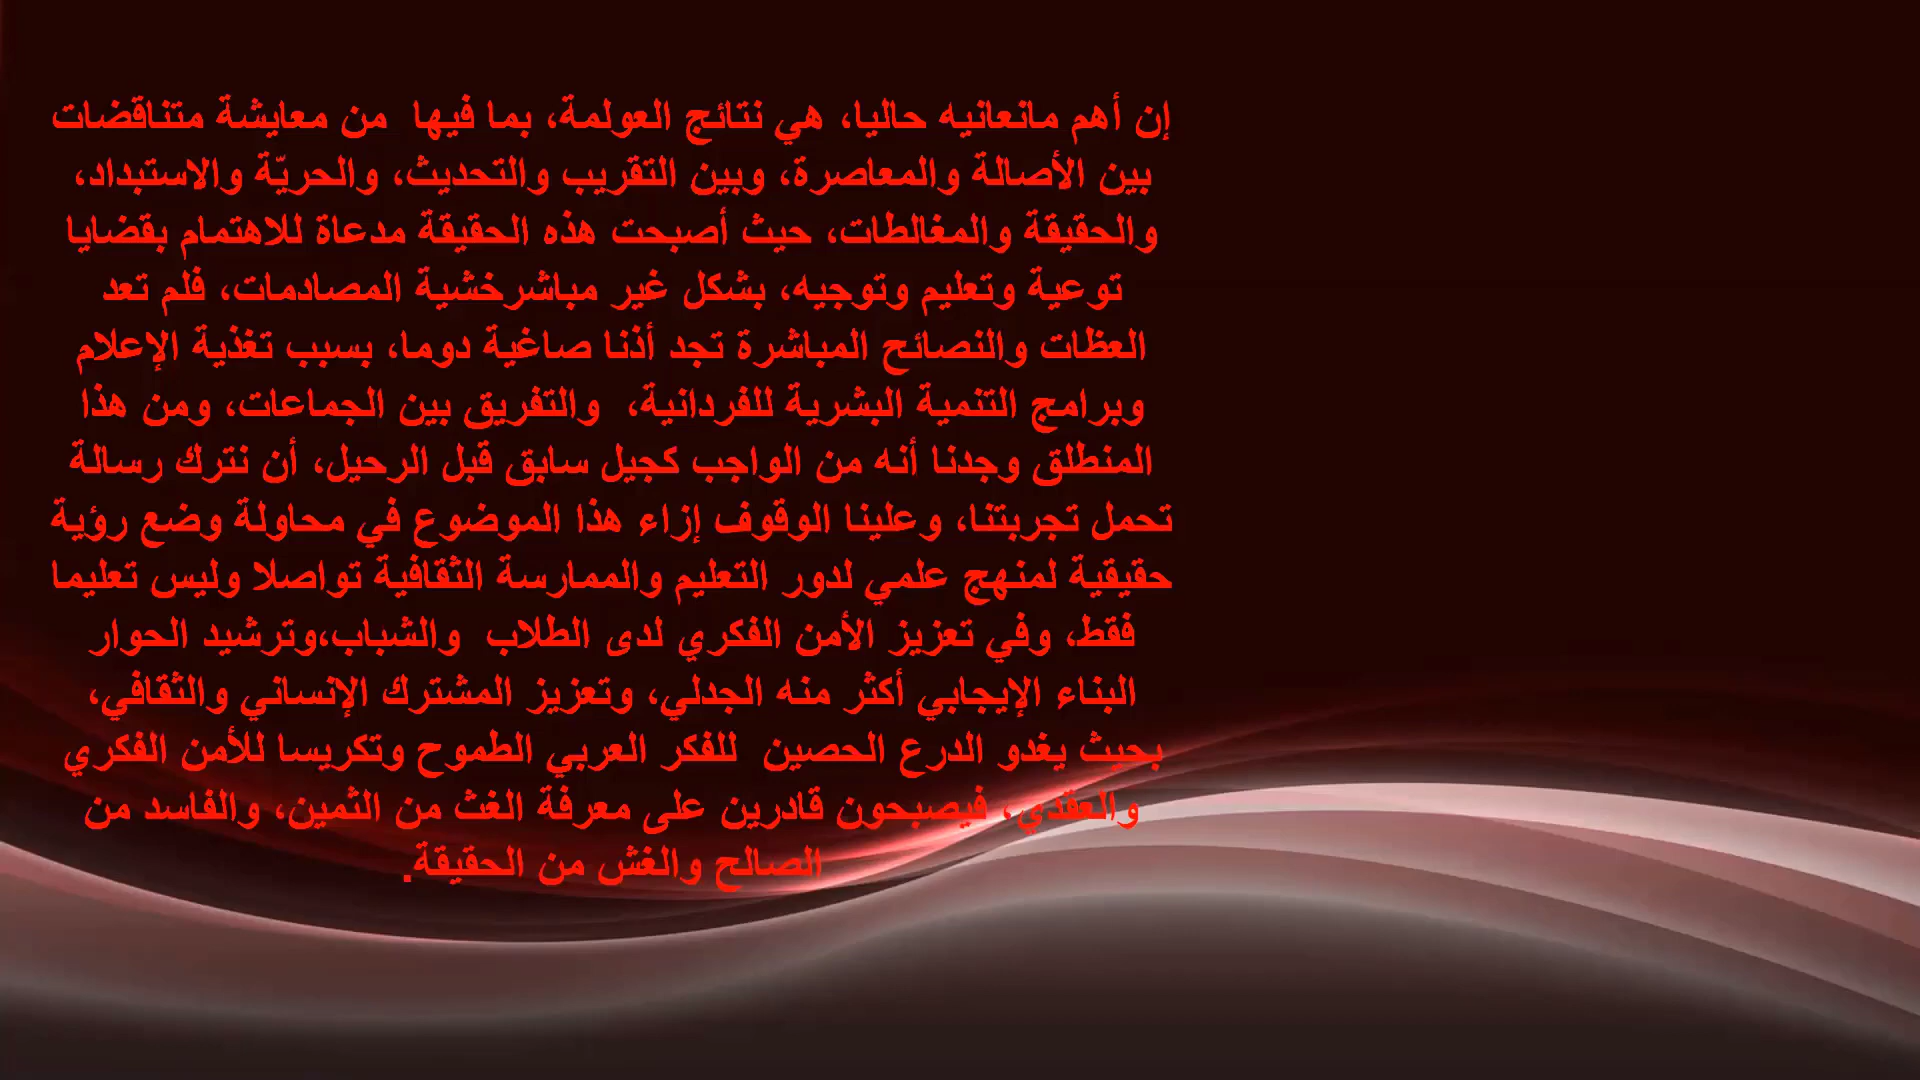 إن أهم مانعانيه حاليا، هي نتائج العولمة، بما فيها من معايشة متناقضات
بين الأصالة والمعاصرة، وبين التقريب والتحديث، والحريّة والاستبداد،
والحقيقة والمغالطات، حيث أصبحت هذه الحقيقة مدعاة للاهتمام بقضايا
توعية وتعليم وتوجيه، بشكل غير مباشرخشية المصادمات، فلم تعد
العظات والنصائح المباشرة تجد أذنا صاغية دوما، بسبب تغذية الإعلام
وبرامج التنمية البشرية للفردانية، والتفريق بين الجماعات، ومن هذا
المنطلق وجدنا أنه من الواجب كجيل سابق قبل الرحيل، أن نترك رسالة
تحمل تجربتنا، وعلينا الوقوف إزاء هذا الموضوع في محاولة وضع رؤية
حقيقية لمنهج علمي لدور التعليم والممارسة الثقافية تواصلا وليس تعليما
فقط، وفي تعزيز الأمن الفكري لدى الطلاب والشباب،وترشيد الحوار
البناء الإيجابي أكثر منه الجدلي، وتعزيز المشترك الإنساني والثقافي،
بحيث يغدو الدرع الحصين للفكر العربي الطموح وتكريسا للأمن الفكري
والعقدي، فيصبحون قادرين على معرفة الغث من الثمين، والفاسد من
الصالح والغش من الحقيقة.